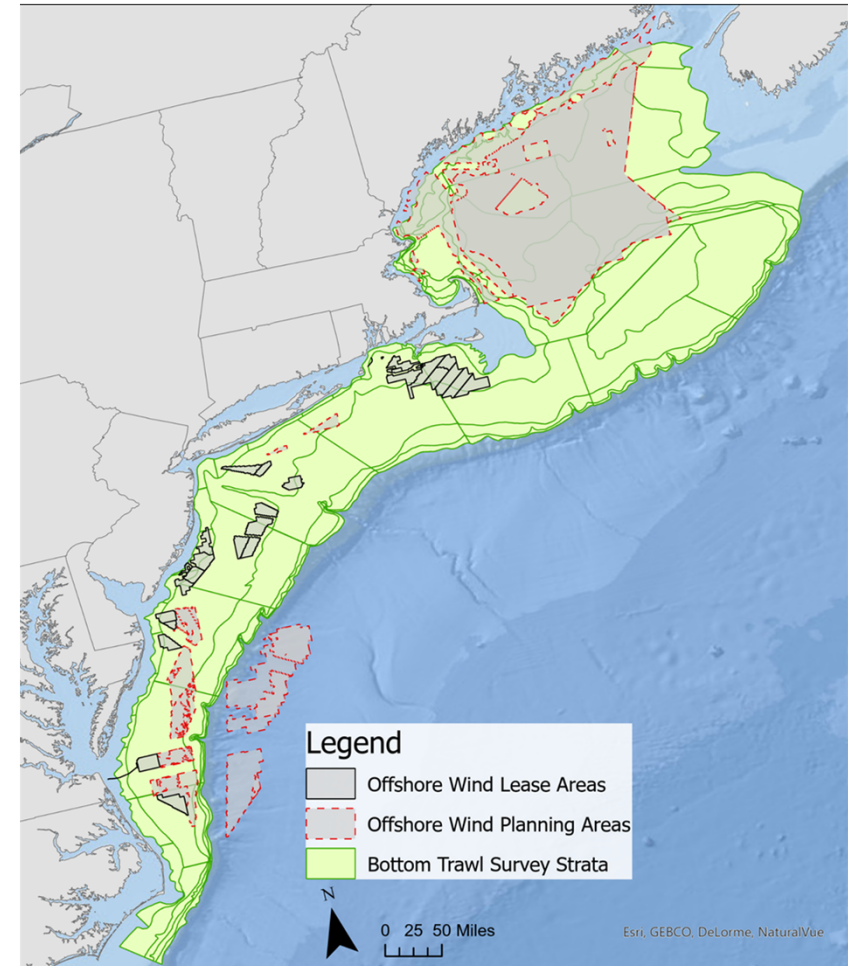 Legend
Offshore Wind Lease Areas
Offshore Wind Planning Areas
Bottom Trawl Survey Strata
N
0 25 50 Miles
Esri, GEBCO, DeLorme, NaturalVue